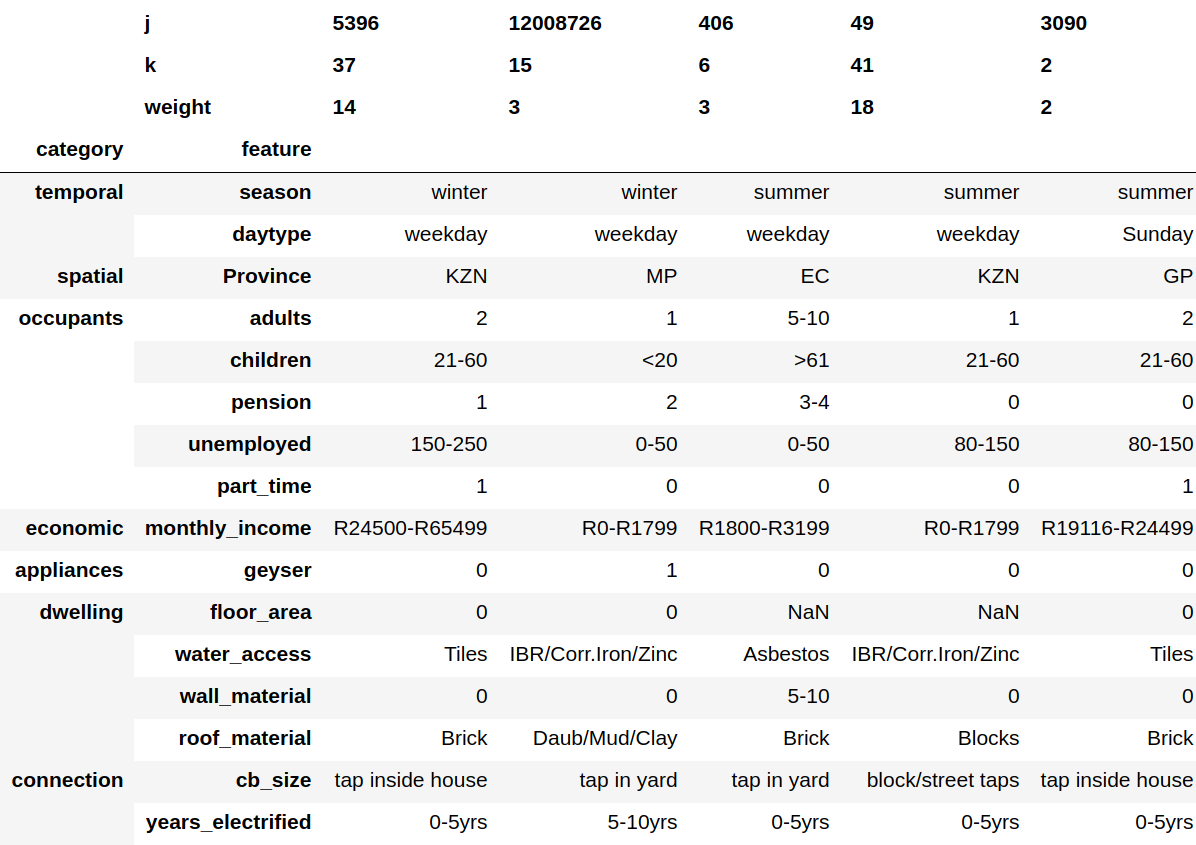 j 5396 12008726 406 49 3090
k 37 15 6 41 2
weight 14 3 3 18 2
category feature
temporal season winter winter summer summer summer
daytype weekday weekday weekday weekday Sunday
spatial Province KZN MP EC KZN GP
occupants adults 2 1 5-10 1 2
children 21-60 <20 >61 21-60 21-60
pension 1 2 3-4 0 0
unemployed 150-250 0-50 0-50 80-150 80-150
part_time 1 0 0 0 1
economic monthly_income R24500-R65499 R0-R1799 R1800-R3199 R0-R1799 R19116-R24499
appliances geyser 0 1 0 0 0
dwelling floor_area 0 0 NaN NaN 0
water_access Tiles IBR/Corr.Iron/Zinc Asbestos IBR/Corr.Iron/Zinc Tiles
wall_material 0 0 5-10 0 0
roof_material Brick Daub/Mud/Clay Brick Blocks Brick
connection cb_size tap inside house tap in yard tap in yard block/street taps tap inside house
years_electrified 0-5yrs 5-10yrs 0-5yrs 0-5yrs 0-5yrs